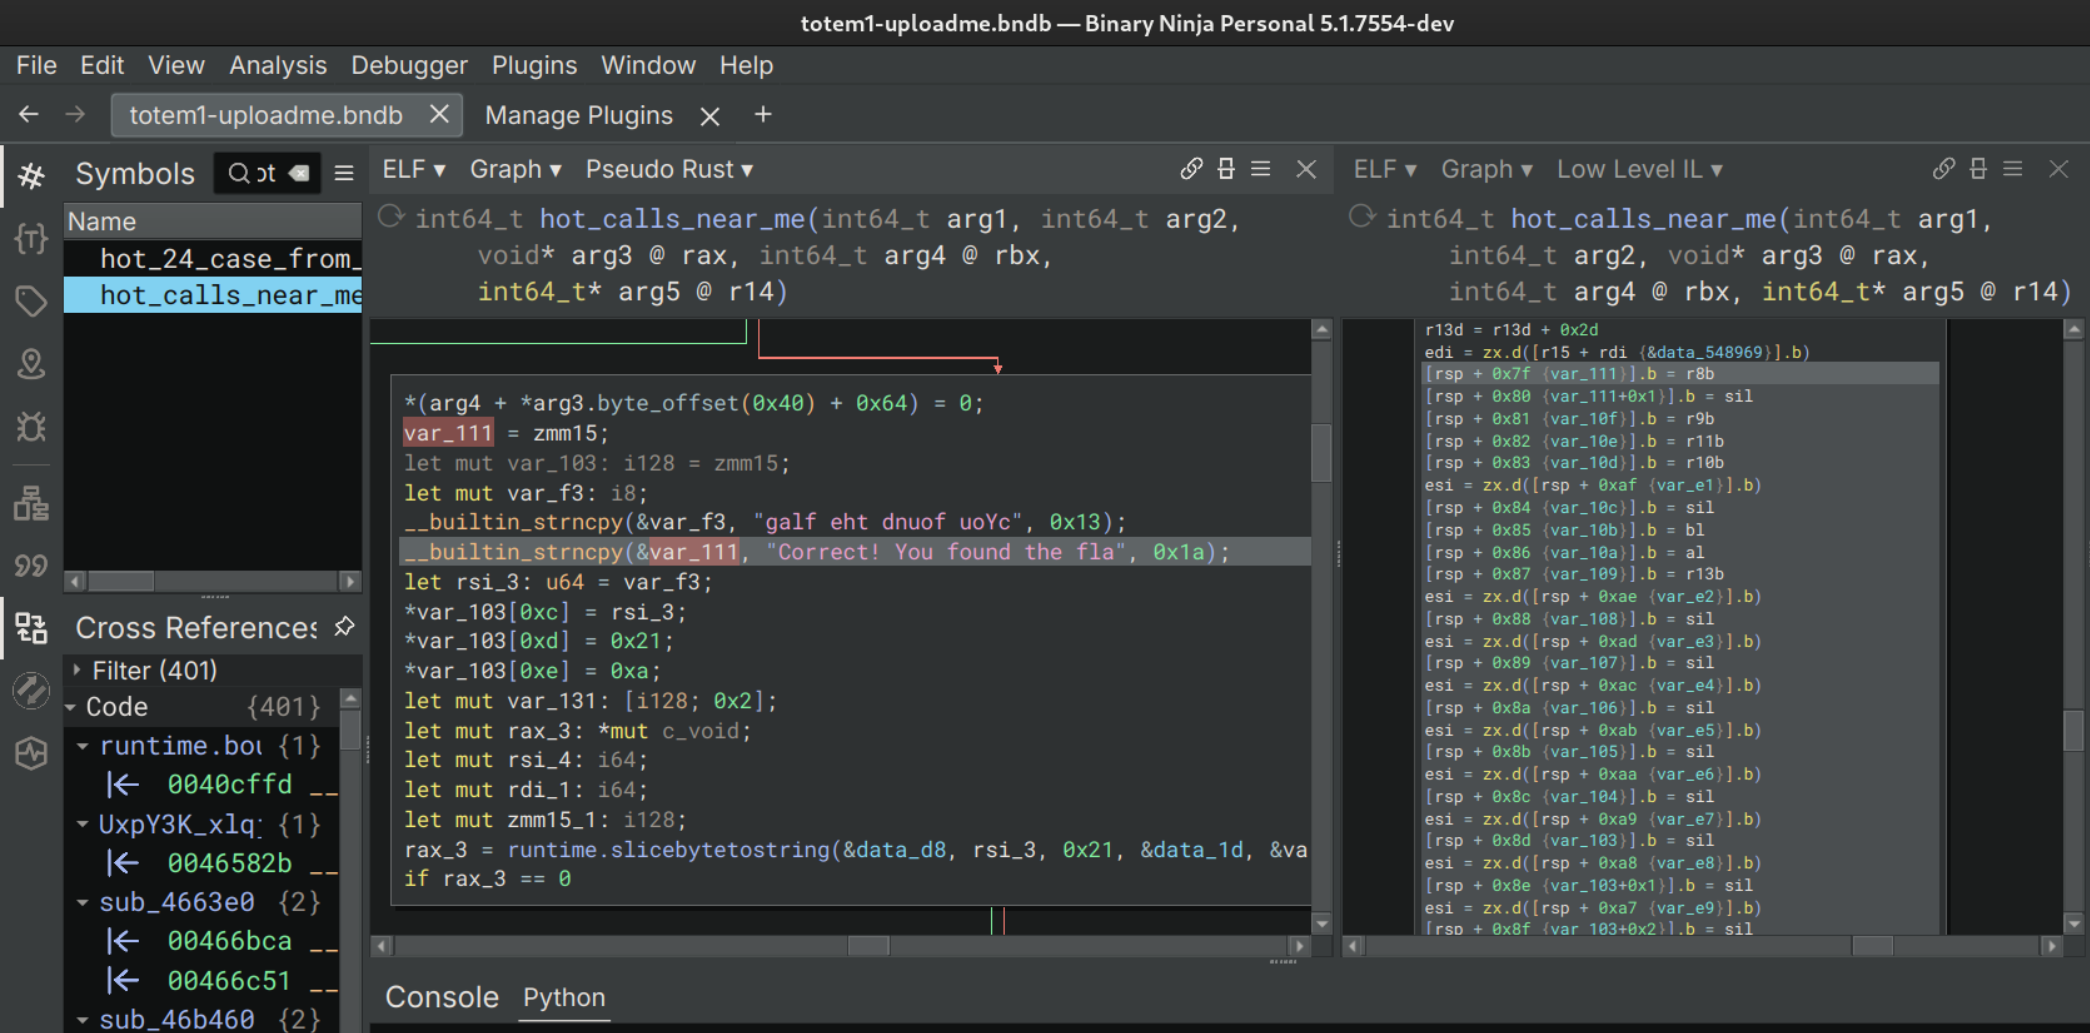 totem1-uploadme.bndb — Binary Ninja Personal 5.1.7554-dev
File Edit View Analysis Debugger Plugins Window Help
totem1-uploadme.bndb
Manage Plugins
Symbols
Name
hot_24_case_from_
hot_calls_near_me
Cross References
Filter (401)
Code {401}
runtime.bou {1}
0040cffd __
UxpY3K_xlq {1}
0046582b __
sub_4663e0 {2}
00466bca __
00466c51 __
sub_46b460 {2}
ELF ▾ Graph ▾ Pseudo Rust ▾
int64_t hot_calls_near_me(int64_t arg1, int64_t arg2,
void* arg3 @ rax, int64_t arg4 @ rbx,
int64_t* arg5 @ r14)
*(arg4 + *arg3.byte_offset(0x40) + 0x64) = 0;
var_111 = zmm15;
let mut var_103: i128 = zmm15;
let mut var_f3: i8;
__builtin_strncpy(&var_f3, "galf eht dnuof uoYc", 0x13);
__builtin_strncpy(&var_111, "Correct! You found the fla", 0x1a);
let rsi_3: u64 = var_f3;
*var_103[0xc] = rsi_3;
*var_103[0xd] = 0x21;
*var_103[0xe] = 0xa;
let mut var_131: [i128; 0x2];
let mut rax_3: *mut c_void;
let mut rsi_4: i64;
let mut rdi_1: i64;
let mut zmm15_1: i128;
rax_3 = runtime.slicebytetostring(&data_d8, rsi_3, 0x21, &data_1d, &va
if rax_3 == 0
Console Python
ELF ▾ Graph ▾ Low Level IL ▾
int64_t hot_calls_near_me(int64_t arg1,
int64_t arg2, void* arg3 @ rax,
int64_t arg4 @ rbx, int64_t* arg5 @ r14)
r13d = r13d + 0x2d
edi = zx.d([r15 + rdi {&data_548969}].b)
[rsp + 0x7f {var_111}].b = r8b
[rsp + 0x80 {var_111+0x1}].b = sil
[rsp + 0x81 {var_10f}].b = r9b
[rsp + 0x82 {var_10e}].b = r11b
[rsp + 0x83 {var_10d}].b = r10b
esi = zx.d([rsp + 0xaf {var_e1}].b)
[rsp + 0x84 {var_10c}].b = sil
[rsp + 0x85 {var_10b}].b = bl
[rsp + 0x86 {var_10a}].b = al
[rsp + 0x87 {var_109}].b = r13b
esi = zx.d([rsp + 0xae {var_e2}].b)
[rsp + 0x88 {var_108}].b = sil
esi = zx.d([rsp + 0xad {var_e3}].b)
[rsp + 0x89 {var_107}].b = sil
esi = zx.d([rsp + 0xac {var_e4}].b)
[rsp + 0x8a {var_106}].b = sil
esi = zx.d([rsp + 0xab {var_e5}].b)
[rsp + 0x8b {var_105}].b = sil
esi = zx.d([rsp + 0xaa {var_e6}].b)
[rsp + 0x8c {var_104}].b = sil
esi = zx.d([rsp + 0xa9 {var_e7}].b)
[rsp + 0x8d {var_103}].b = sil
esi = zx.d([rsp + 0xa8 {var_e8}].b)
[rsp + 0x8e {var_103+0x1}].b = sil
esi = zx.d([rsp + 0xa7 {var_e9}].b)
[rsp + 0x8f {var_103+0x2}].b = sil